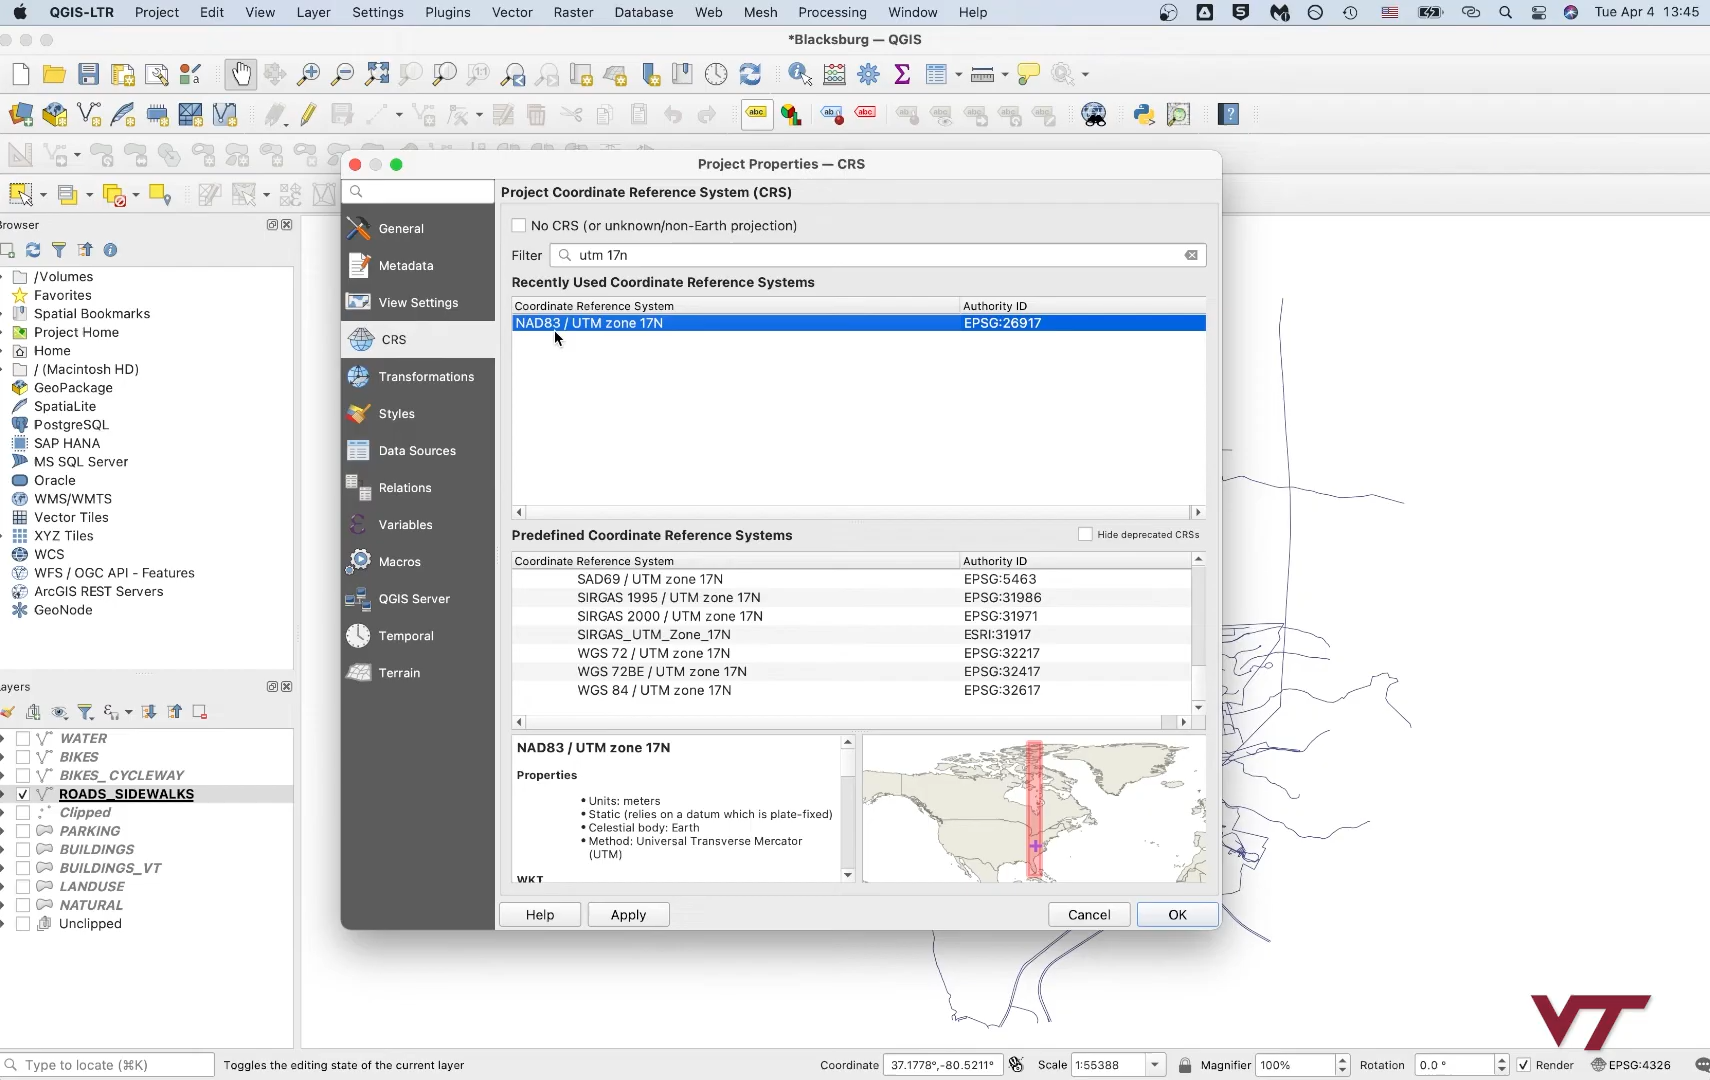 QGIS-LTR Project Edit View Layer Settings Plugins Vector Raster Database Web Mesh Processing Window Help Tue Apr 4 13:45
*Blacksburg — QGIS
Project Properties — CRS
Project Coordinate Reference System (CRS)
No CRS (or unknown/non-Earth projection)
Filter utm 17n
Recently Used Coordinate Reference Systems
Coordinate Reference System Authority ID
NAD83 / UTM zone 17N EPSG:26917
General
Metadata
View Settings
CRS
Transformations
Styles
Data Sources
Relations
Variables
Macros
QGIS Server
Temporal
Terrain
Predefined Coordinate Reference Systems Hide deprecated CRSs
Coordinate Reference System Authority ID
SAD69 / UTM zone 17N EPSG:5463
SIRGAS 1995 / UTM zone 17N EPSG:31986
SIRGAS 2000 / UTM zone 17N EPSG:31971
SIRGAS_UTM_Zone_17N ESRI:31917
WGS 72 / UTM zone 17N EPSG:32217
WGS 72BE / UTM zone 17N EPSG:32417
WGS 84 / UTM zone 17N EPSG:32617
NAD83 / UTM zone 17N
Properties
• Units: meters
• Static (relies on a datum which is plate-fixed)
• Celestial body: Earth
• Method: Universal Transverse Mercator
(UTM)
WKT
Help Apply Cancel OK
rowser
/Volumes
Favorites
Spatial Bookmarks
Project Home
Home
/ (Macintosh HD)
GeoPackage
SpatiaLite
PostgreSQL
SAP HANA
MS SQL Server
Oracle
WMS/WMTS
Vector Tiles
XYZ Tiles
WCS
WFS / OGC API - Features
ArcGIS REST Servers
GeoNode
ayers
WATER
BIKES
BIKES_CYCLEWAY
ROADS_SIDEWALKS
Clipped
PARKING
BUILDINGS
BUILDINGS_VT
LANDUSE
NATURAL
Unclipped
VT
Type to locate (⌘K) Toggles the editing state of the current layer Coordinate 37.1778°,-80.5211° Scale 1:55388 Magnifier 100% Rotation 0.0 ° Render EPSG:4326